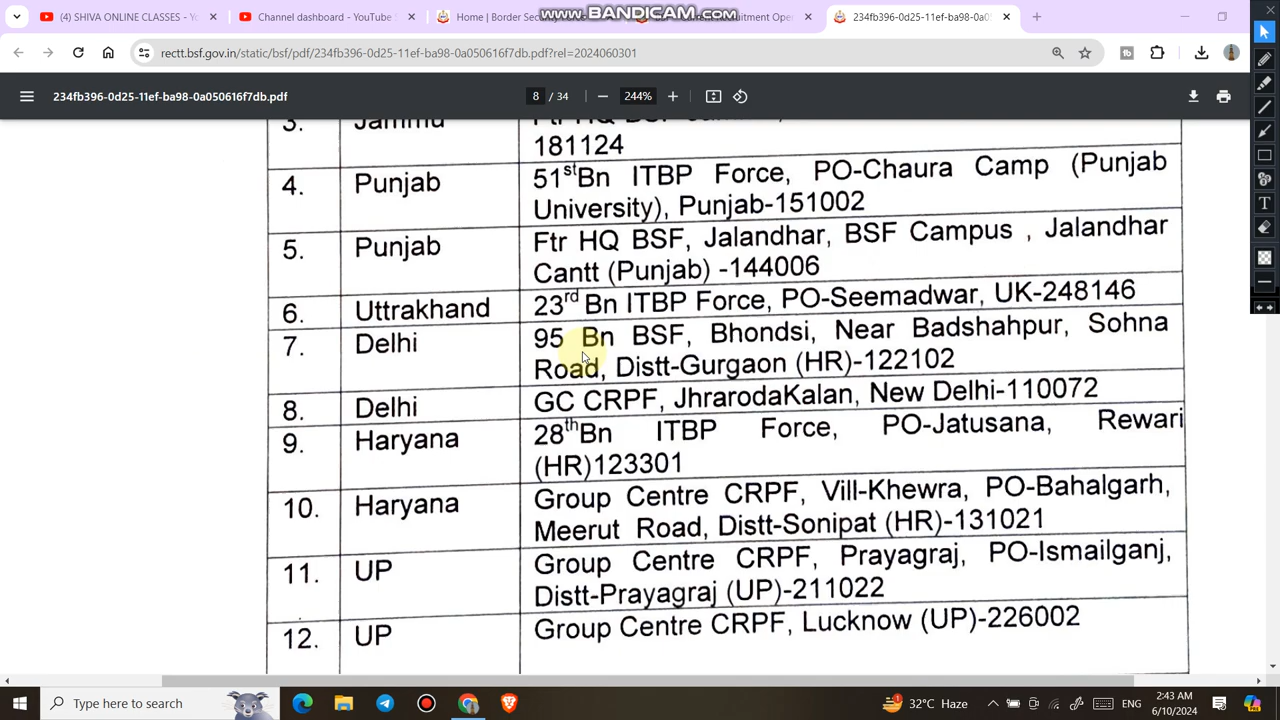 www.BANDICAM.com
(4) SHIVA ONLINE CLASSES - Y
Channel dashboard - YouTube S
Home | Border Sec
uitment Oper
234fb396-0d25-11ef-ba98-0a05
rectt.bsf.gov.in/static/bsf/pdf/234fb396-0d25-11ef-ba98-0a050616f7db.pdf?rel=2024060301
234fb396-0d25-11ef-ba98-0a050616f7db.pdf
8 / 34
244%
3. Jammu Ftr HQ BSF
181124
4. Punjab 51st Bn ITBP Force, PO-Chaura Camp (Punjab
University), Punjab-151002
5. Punjab Ftr HQ BSF, Jalandhar, BSF Campus , Jalandhar
Cantt (Punjab) -144006
6. Uttrakhand 23rd Bn ITBP Force, PO-Seemadwar, UK-248146
7. Delhi 95 Bn BSF, Bhondsi, Near Badshahpur, Sohna
Road, Distt-Gurgaon (HR)-122102
8. Delhi GC CRPF, JhrarodaKalan, New Delhi-110072
9. Haryana 28thBn ITBP Force, PO-Jatusana, Rewari
(HR)123301
10. Haryana Group Centre CRPF, Vill-Khewra, PO-Bahalgarh,
Meerut Road, Distt-Sonipat (HR)-131021
11. UP Group Centre CRPF, Prayagraj, PO-Ismailganj,
Distt-Prayagraj (UP)-211022
12. UP Group Centre CRPF, Lucknow (UP)-226002
Type here to search
32°C Haze
ENG
2:43 AM
6/10/2024